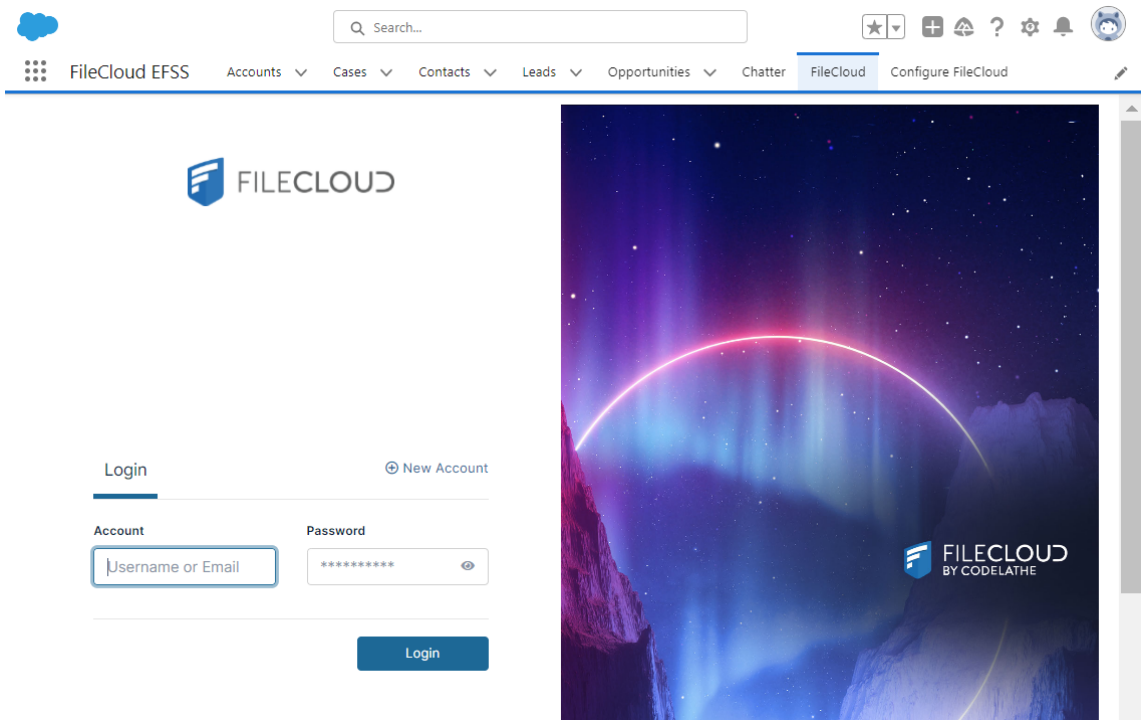 Search...
FileCloud EFSS Accounts Cases Contacts Leads Opportunities Chatter FileCloud Configure FileCloud
FILECLOUD
Login New Account
Account Password
Username or Email **********
Login
FILECLOUD
BY CODELATHE